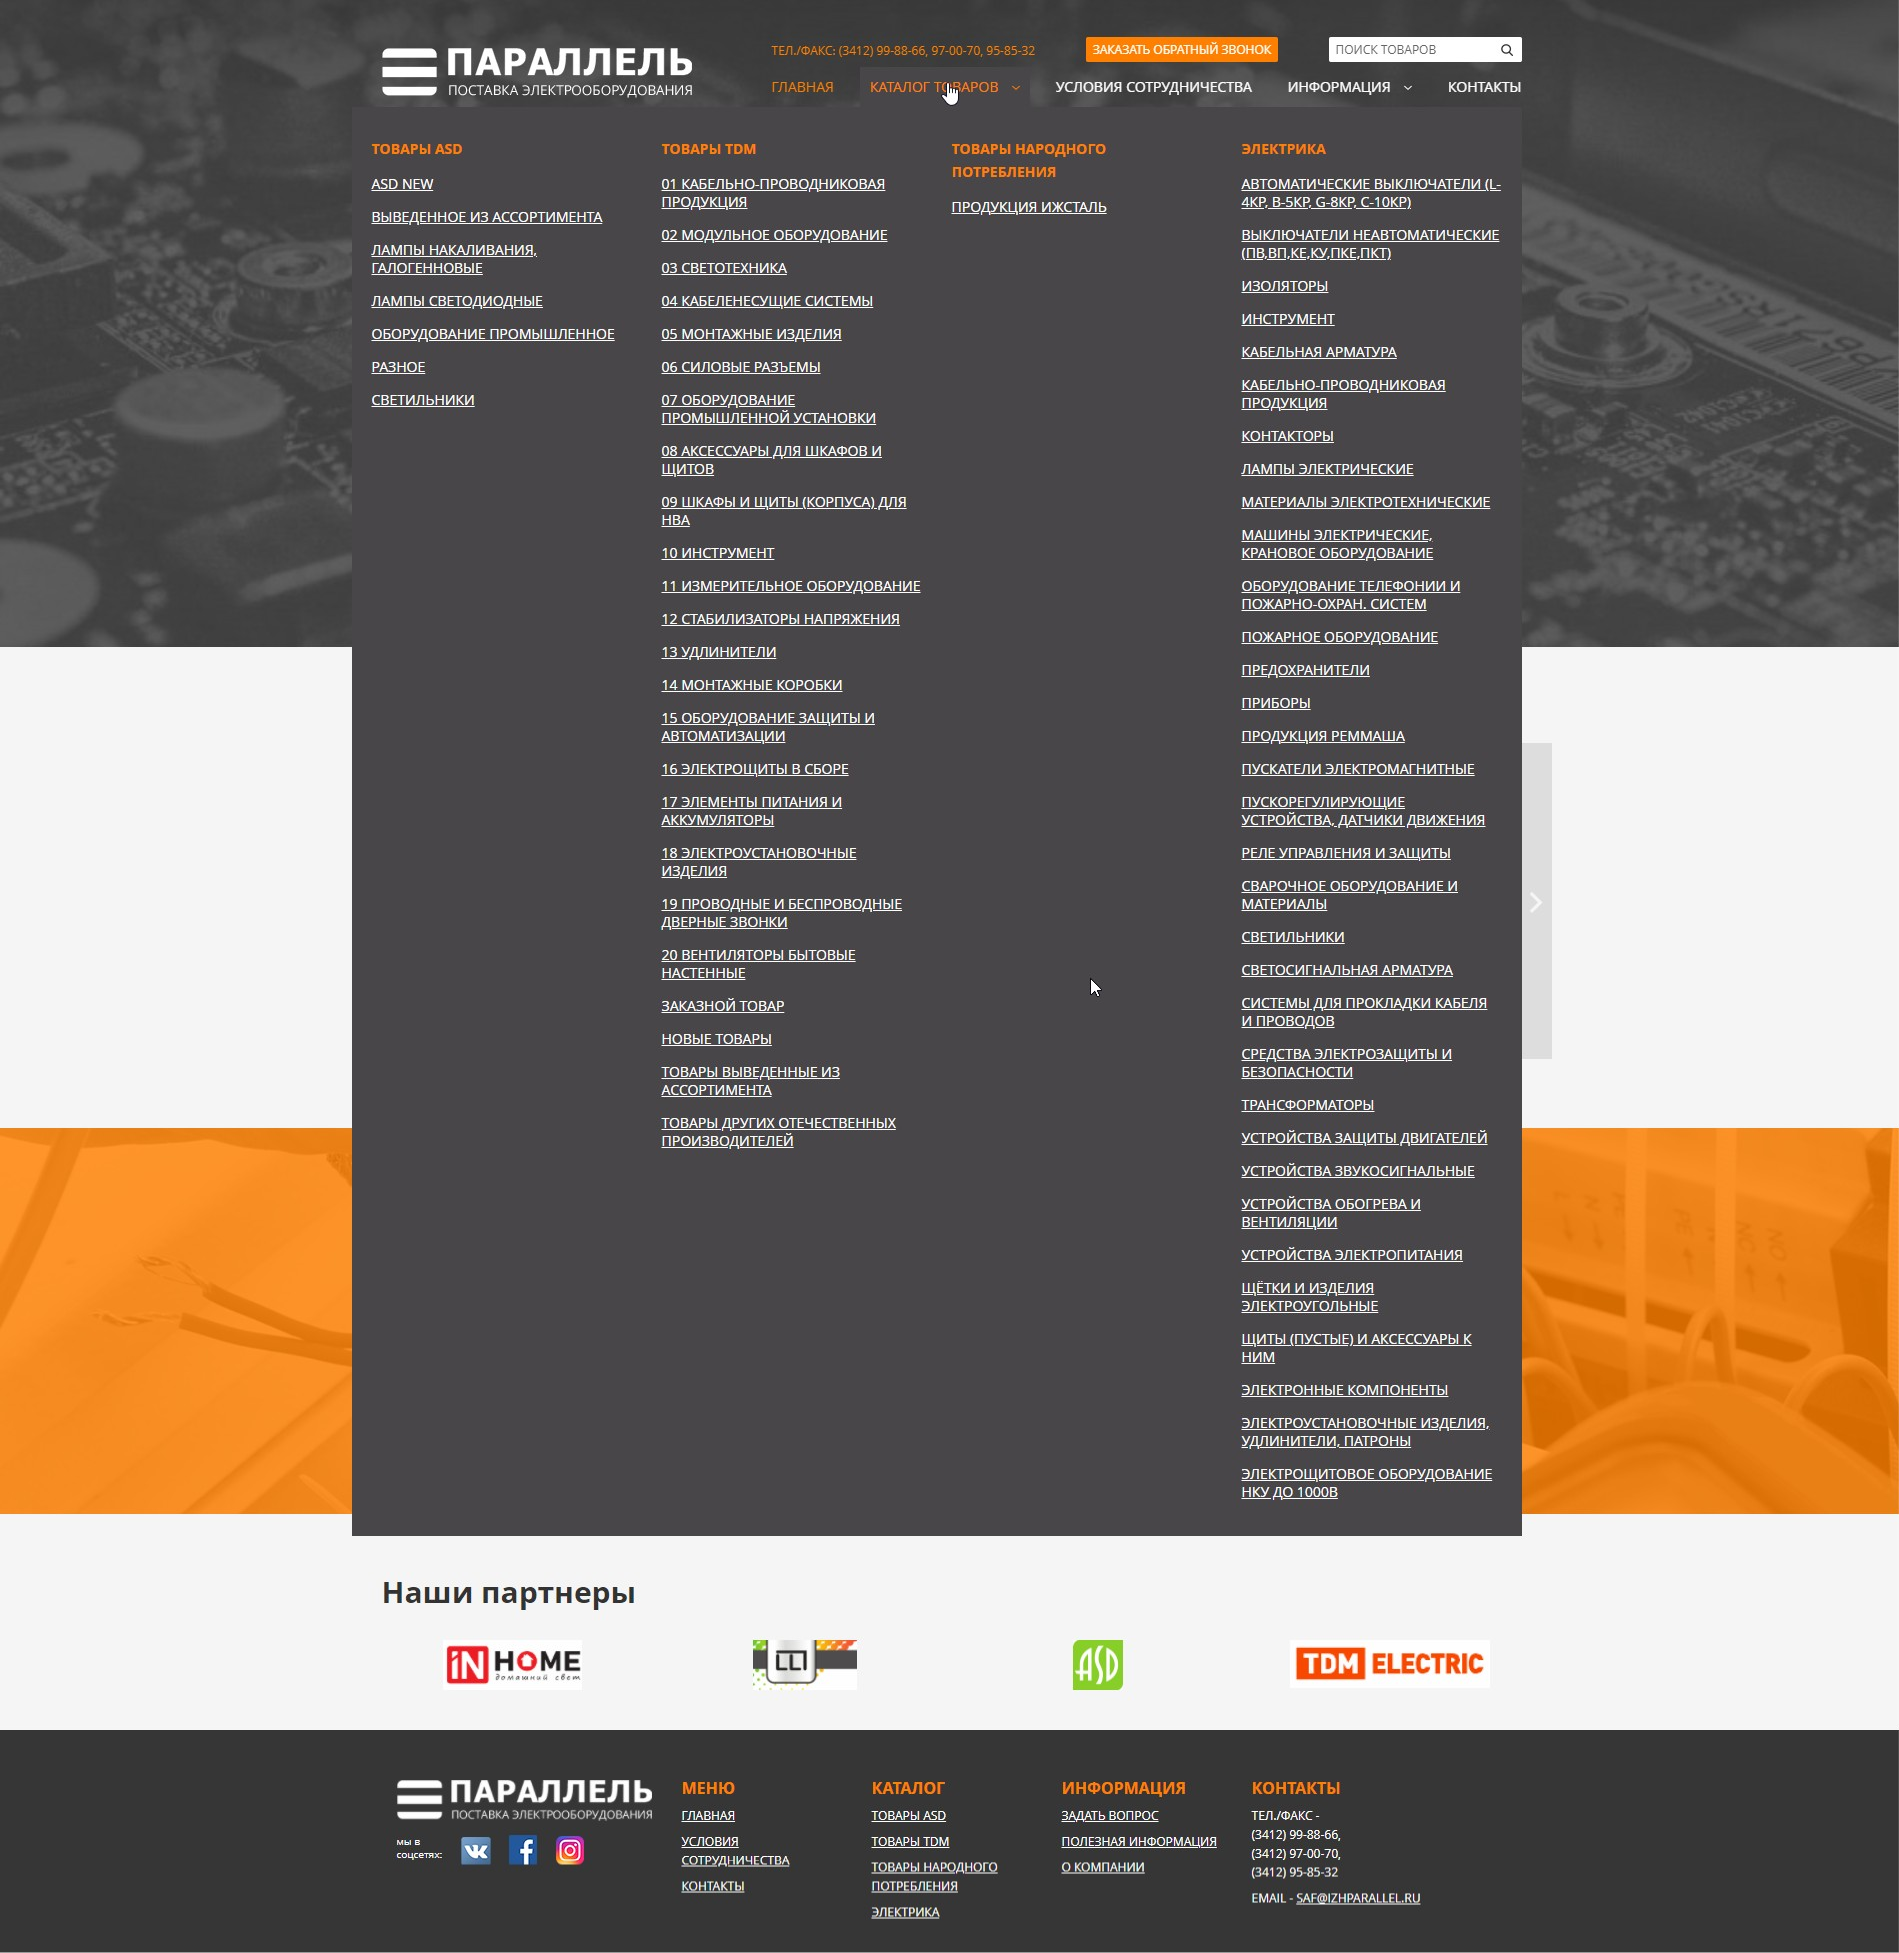 ПАРАЛЛЕЛЬ
ПОСТАВКА ЭЛЕКТРООБОРУДОВАНИЯ
ТЕЛ./ФАКС: (3412) 99-88-66, 97-00-70, 95-85-32
ЗАКАЗАТЬ ОБРАТНЫЙ ЗВОНОК
ПОИСК ТОВАРОВ
ГЛАВНАЯ
КАТАЛОГ ТОВАРОВ
УСЛОВИЯ СОТРУДНИЧЕСТВА
ИНФОРМАЦИЯ
КОНТАКТЫ
ТОВАРЫ ASD
ASD NEW
ВЫВЕДЕННОЕ ИЗ АССОРТИМЕНТА
ЛАМПЫ НАКАЛИВАНИЯ,
ГАЛОГЕННОВЫЕ
ЛАМПЫ СВЕТОДИОДНЫЕ
ОБОРУДОВАНИЕ ПРОМЫШЛЕННОЕ
РАЗНОЕ
СВЕТИЛЬНИКИ
ТОВАРЫ TDM
01 КАБЕЛЬНО-ПРОВОДНИКОВАЯ
ПРОДУКЦИЯ
02 МОДУЛЬНОЕ ОБОРУДОВАНИЕ
03 СВЕТОТЕХНИКА
04 КАБЕЛЕНЕСУЩИЕ СИСТЕМЫ
05 МОНТАЖНЫЕ ИЗДЕЛИЯ
06 СИЛОВЫЕ РАЗЪЕМЫ
07 ОБОРУДОВАНИЕ
ПРОМЫШЛЕННОЙ УСТАНОВКИ
08 АКСЕССУАРЫ ДЛЯ ШКАФОВ И
ЩИТОВ
09 ШКАФЫ И ЩИТЫ (КОРПУСА) ДЛЯ
НВА
10 ИНСТРУМЕНТ
11 ИЗМЕРИТЕЛЬНОЕ ОБОРУДОВАНИЕ
12 СТАБИЛИЗАТОРЫ НАПРЯЖЕНИЯ
13 УДЛИНИТЕЛИ
14 МОНТАЖНЫЕ КОРОБКИ
15 ОБОРУДОВАНИЕ ЗАЩИТЫ И
АВТОМАТИЗАЦИИ
16 ЭЛЕКТРОЩИТЫ В СБОРЕ
17 ЭЛЕМЕНТЫ ПИТАНИЯ И
АККУМУЛЯТОРЫ
18 ЭЛЕКТРОУСТАНОВОЧНЫЕ
ИЗДЕЛИЯ
19 ПРОВОДНЫЕ И БЕСПРОВОДНЫЕ
ДВЕРНЫЕ ЗВОНКИ
20 ВЕНТИЛЯТОРЫ БЫТОВЫЕ
НАСТЕННЫЕ
ЗАКАЗНОЙ ТОВАР
НОВЫЕ ТОВАРЫ
ТОВАРЫ ВЫВЕДЕННЫЕ ИЗ
АССОРТИМЕНТА
ТОВАРЫ ДРУГИХ ОТЕЧЕСТВЕННЫХ
ПРОИЗВОДИТЕЛЕЙ
ТОВАРЫ НАРОДНОГО
ПОТРЕБЛЕНИЯ
ПРОДУКЦИЯ ИЖСТАЛЬ
ЭЛЕКТРИКА
АВТОМАТИЧЕСКИЕ ВЫКЛЮЧАТЕЛИ (L-
4КР, B-5КР, G-8КР, C-10КР)
ВЫКЛЮЧАТЕЛИ НЕАВТОМАТИЧЕСКИЕ
(ПВ,ВП,КЕ,КУ,ПКЕ,ПКТ)
ИЗОЛЯТОРЫ
ИНСТРУМЕНТ
КАБЕЛЬНАЯ АРМАТУРА
КАБЕЛЬНО-ПРОВОДНИКОВАЯ
ПРОДУКЦИЯ
КОНТАКТОРЫ
ЛАМПЫ ЭЛЕКТРИЧЕСКИЕ
МАТЕРИАЛЫ ЭЛЕКТРОТЕХНИЧЕСКИЕ
МАШИНЫ ЭЛЕКТРИЧЕСКИЕ,
КРАНОВОЕ ОБОРУДОВАНИЕ
ОБОРУДОВАНИЕ ТЕЛЕФОНИИ И
ПОЖАРНО-ОХРАН. СИСТЕМ
ПОЖАРНОЕ ОБОРУДОВАНИЕ
ПРЕДОХРАНИТЕЛИ
ПРИБОРЫ
ПРОДУКЦИЯ РЕММАША
ПУСКАТЕЛИ ЭЛЕКТРОМАГНИТНЫЕ
ПУСКОРЕГУЛИРУЮЩИЕ
УСТРОЙСТВА, ДАТЧИКИ ДВИЖЕНИЯ
РЕЛЕ УПРАВЛЕНИЯ И ЗАЩИТЫ
СВАРОЧНОЕ ОБОРУДОВАНИЕ И
МАТЕРИАЛЫ
СВЕТИЛЬНИКИ
СВЕТОСИГНАЛЬНАЯ АРМАТУРА
СИСТЕМЫ ДЛЯ ПРОКЛАДКИ КАБЕЛЯ
И ПРОВОДОВ
СРЕДСТВА ЭЛЕКТРОЗАЩИТЫ И
БЕЗОПАСНОСТИ
ТРАНСФОРМАТОРЫ
УСТРОЙСТВА ЗАЩИТЫ ДВИГАТЕЛЕЙ
УСТРОЙСТВА ЗВУКОСИГНАЛЬНЫЕ
УСТРОЙСТВА ОБОГРЕВА И
ВЕНТИЛЯЦИИ
УСТРОЙСТВА ЭЛЕКТРОПИТАНИЯ
ЩЁТКИ И ИЗДЕЛИЯ
ЭЛЕКТРОУГОЛЬНЫЕ
ЩИТЫ (ПУСТЫЕ) И АКСЕССУАРЫ К
НИМ
ЭЛЕКТРОННЫЕ КОМПОНЕНТЫ
ЭЛЕКТРОУСТАНОВОЧНЫЕ ИЗДЕЛИЯ,
УДЛИНИТЕЛИ, ПАТРОНЫ
ЭЛЕКТРОЩИТОВОЕ ОБОРУДОВАНИЕ
НКУ ДО 1000В
Наши партнеры
IN HOME
домашний свет
ASD
TDM ELECTRIC
ПАРАЛЛЕЛЬ
ПОСТАВКА ЭЛЕКТРООБОРУДОВАНИЯ
мы в
соцсетях:
МЕНЮ
ГЛАВНАЯ
УСЛОВИЯ
СОТРУДНИЧЕСТВА
КОНТАКТЫ
КАТАЛОГ
ТОВАРЫ ASD
ТОВАРЫ TDM
ТОВАРЫ НАРОДНОГО
ПОТРЕБЛЕНИЯ
ЭЛЕКТРИКА
ИНФОРМАЦИЯ
ЗАДАТЬ ВОПРОС
ПОЛЕЗНАЯ ИНФОРМАЦИЯ
О КОМПАНИИ
КОНТАКТЫ
ТЕЛ./ФАКС -
(3412) 99-88-66,
(3412) 97-00-70,
(3412) 95-85-32
EMAIL - SAF@IZHPARALLEL.RU